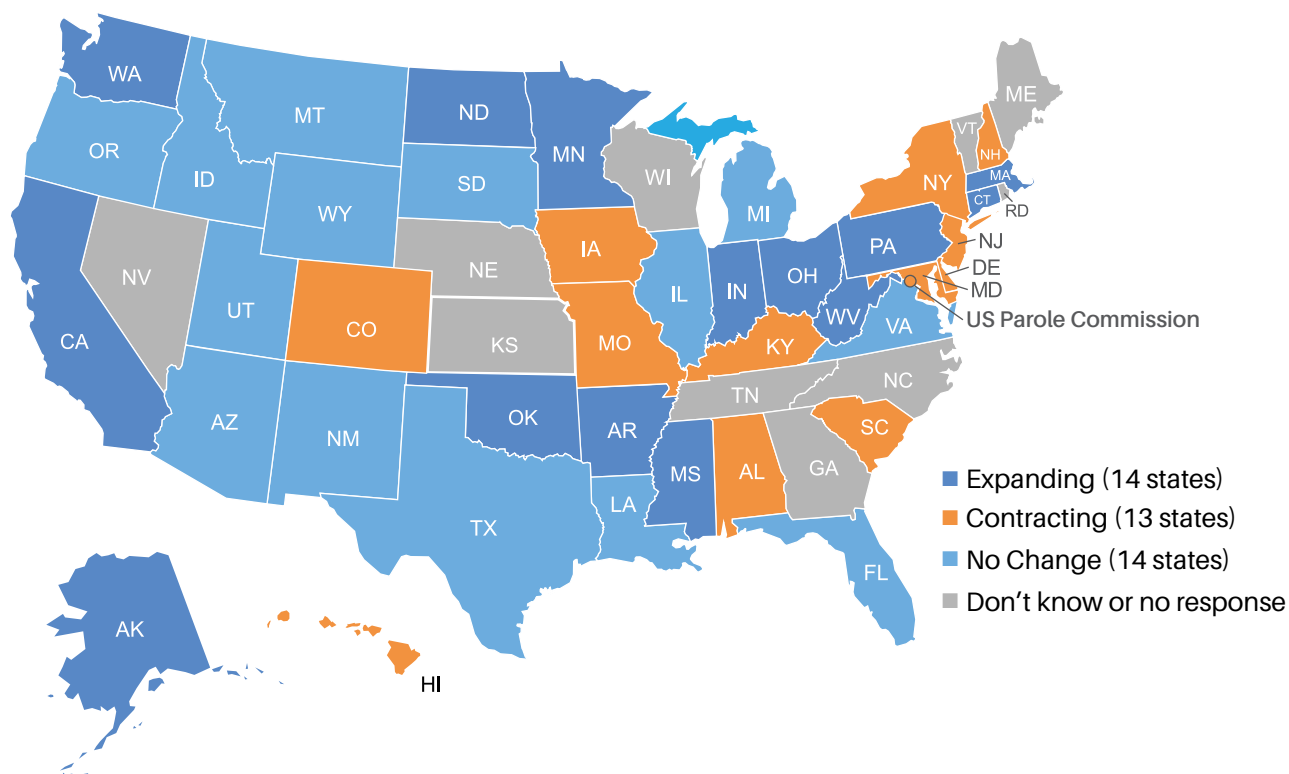 WA
MT
ND
MN
ME
VT
NH
OR
ID
SD
WI
NY
MA
CT
RD
WY
MI
NJ
PA
IA
NE
OH
DE
NV
IL
IN
MD
UT
US Parole Commission
WV
VA
CO
CA
KS
MO
KY
NC
TN
OK
AR
AZ
NM
SC
MS
AL
GA
LA
TX
FL
AK
HI
Expanding (14 states)
Contracting (13 states)
No Change (14 states)
Don't know or no response